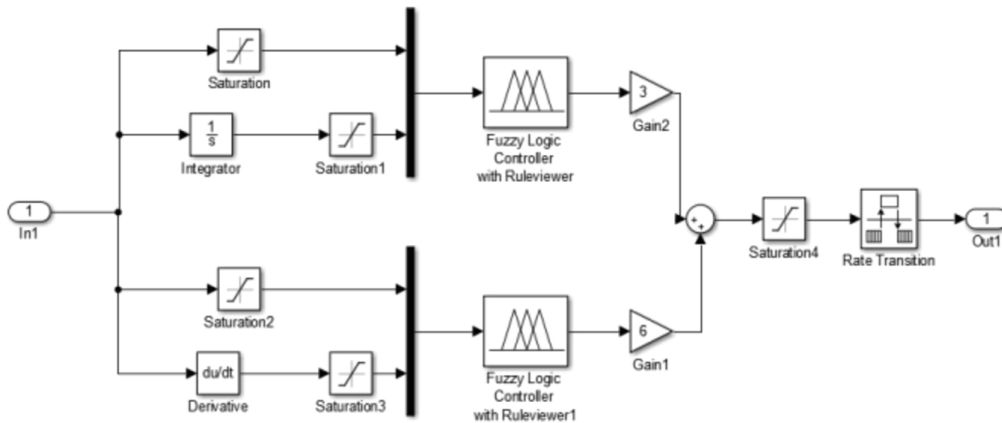 Saturation
1
s
Integrator
Saturation1
Fuzzy Logic
Controller
with Ruleviewer
3
Gain2
1
In1
Saturation4
Rate Transition
1
Out1
Saturation2
du/dt
Derivative
Saturation3
Fuzzy Logic
Controller
with Ruleviewer1
6
Gain1